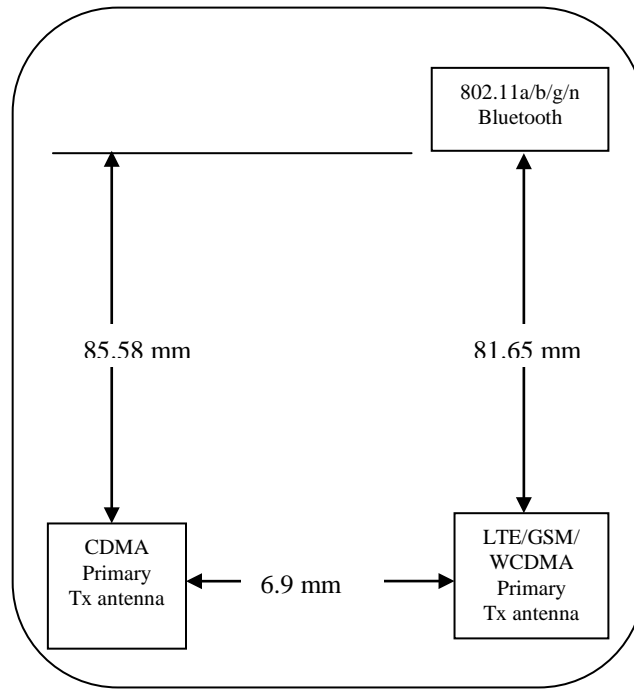 802.11a/b/g/n
Bluetooth
85.58 mm
81.65 mm
CDMA
Primary
Tx antenna
6.9 mm
LTE/GSM/
WCDMA
Primary
Tx antenna